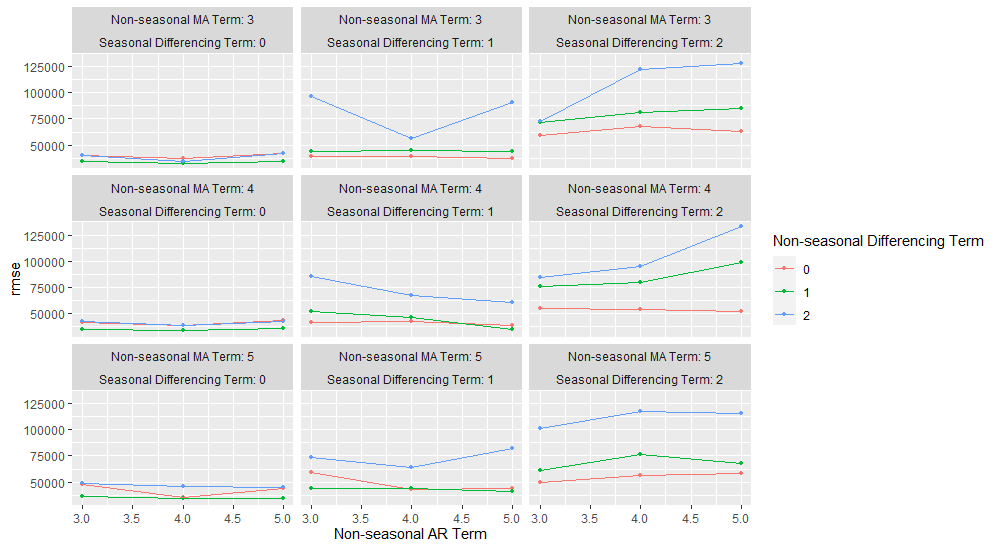 Non-seasonal MA Term: 3
Seasonal Differencing Term: 0
Non-seasonal MA Term: 3
Seasonal Differencing Term: 1
Non-seasonal MA Term: 3
Seasonal Differencing Term: 2
125000
100000
75000
50000
Non-seasonal MA Term: 4
Seasonal Differencing Term: 0
Non-seasonal MA Term: 4
Seasonal Differencing Term: 1
Non-seasonal MA Term: 4
Seasonal Differencing Term: 2
125000
100000
75000
50000
rmse
Non-seasonal MA Term: 5
Seasonal Differencing Term: 0
Non-seasonal MA Term: 5
Seasonal Differencing Term: 1
Non-seasonal MA Term: 5
Seasonal Differencing Term: 2
125000
100000
75000
50000
3.0 3.5 4.0 4.5 5.0 3.0 3.5 4.0 4.5 5.0 3.0 3.5 4.0 4.5 5.0
Non-seasonal AR Term
Non-seasonal Differencing Term
0
1
2